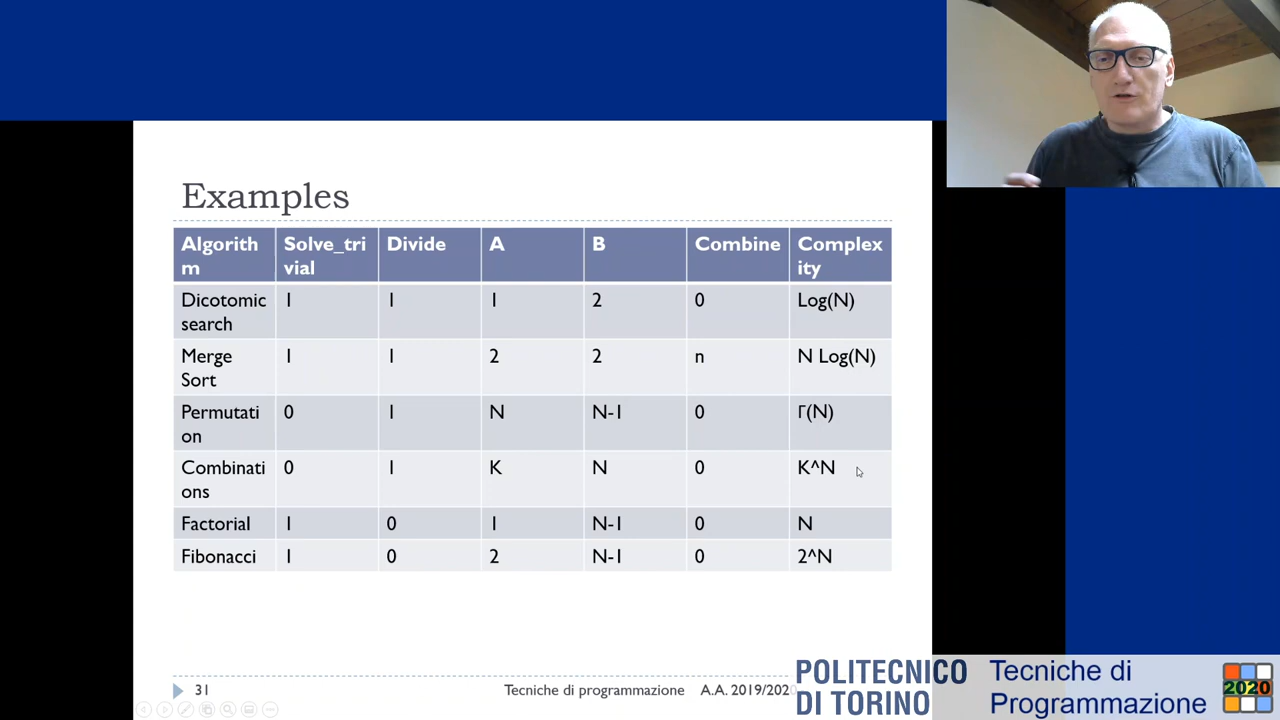 Examples
Algorith
m
Solve_tri
vial
Divide
A
B
Combine
Complex
ity
Dicotomic
search
1
1
1
2
0
Log(N)
Merge
Sort
1
1
2
2
n
N Log(N)
Permutati
on
0
1
N
N-1
0
Γ(N)
Combinati
ons
0
1
K
N
0
K^N
Factorial
1
0
1
N-1
0
N
Fibonacci
1
0
2
N-1
0
2^N
31
Tecniche di programmazione
A.A. 2019/2020
POLITECNICO
DI TORINO
Tecniche di
Programmazione
2020